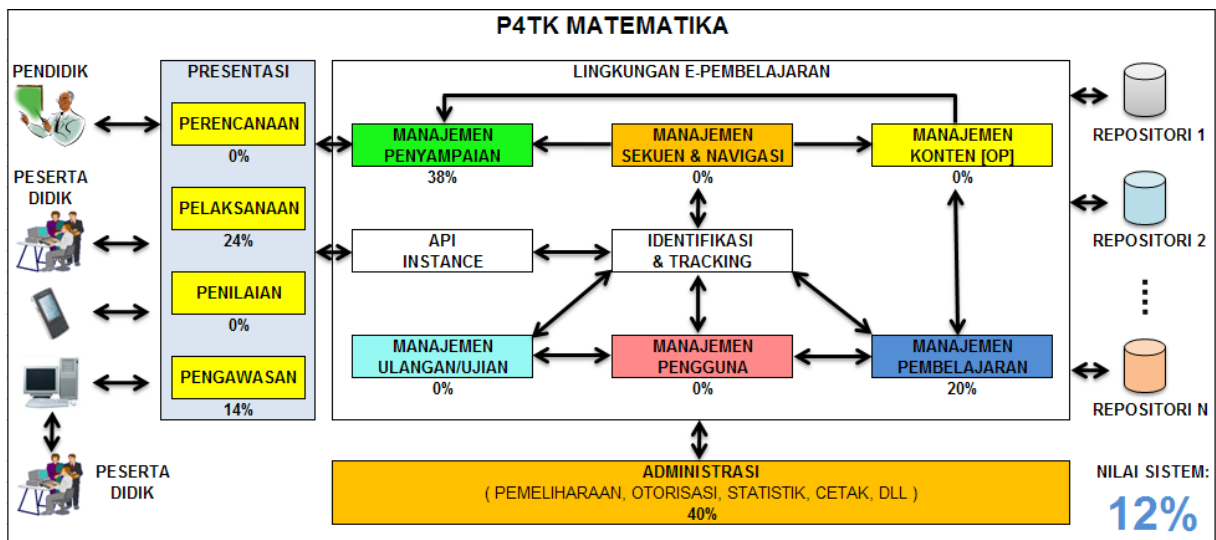 P4TK MATEMATIKA
PENDIDIK
PESERTA
DIDIK
PESERTA
DIDIK
PRESENTASI
PERENCANAAN
0%
PELAKSANAAN
24%
PENILAIAN
0%
PENGAWASAN
14%
LINGKUNGAN E-PEMBELAJARAN
MANAJEMEN
PENYAMPAIAN
38%
MANAJEMEN
SEKUEN & NAVIGASI
0%
MANAJEMEN
KONTEN [OP]
0%
API
INSTANCE
IDENTIFIKASI
& TRACKING
MANAJEMEN
ULANGAN/UJIAN
0%
MANAJEMEN
PENGGUNA
0%
MANAJEMEN
PEMBELAJARAN
20%
ADMINISTRASI
( PEMELIHARAAN, OTORISASI, STATISTIK, CETAK, DLL )
40%
REPOSITORI 1
REPOSITORI 2
REPOSITORI N
NILAI SISTEM:
12%